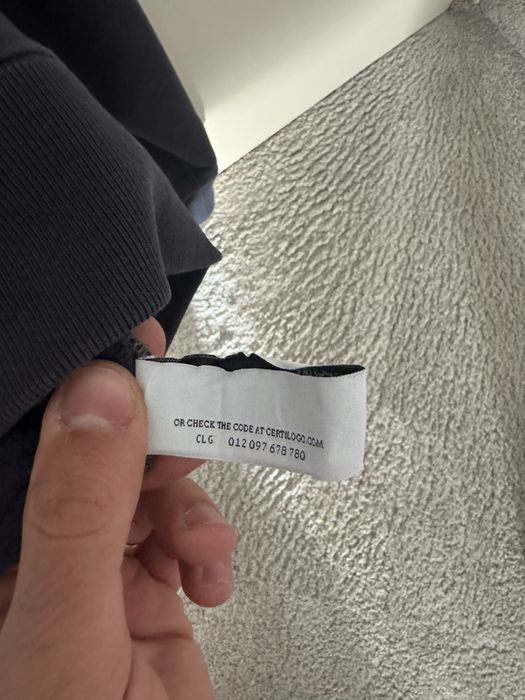 OR CHECK THE CODE AT CERTILOGO.COM
CLG 012 097 678 780